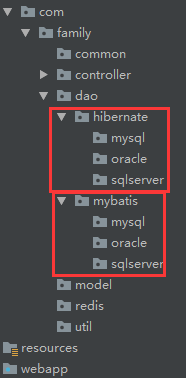 com
family
common
controller
dao
hibernate
mysql
oracle
sqlserver
mybatis
mysql
oracle
sqlserver
model
redis
util
resources
webapp